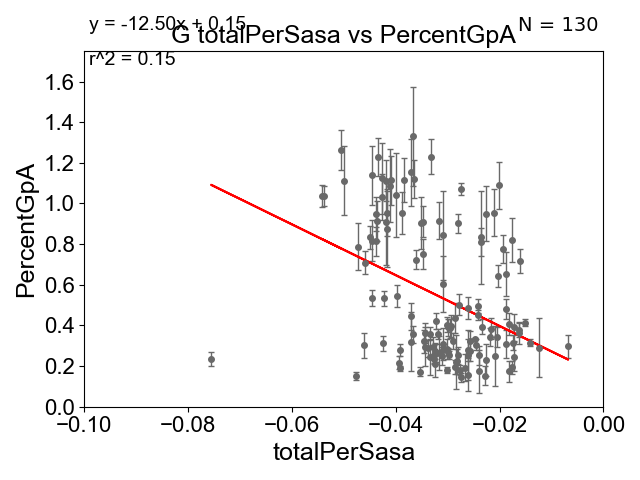 y = -12.50x + 0.15
N = 130
G totalPerSasa vs PercentGpA
r^2 = 0.15
PercentGpA
1.6
1.4
1.2
1.0
0.8
0.6
0.4
0.2
0.0
−0.10 −0.08 −0.06 −0.04 −0.02 0.00
totalPerSasa